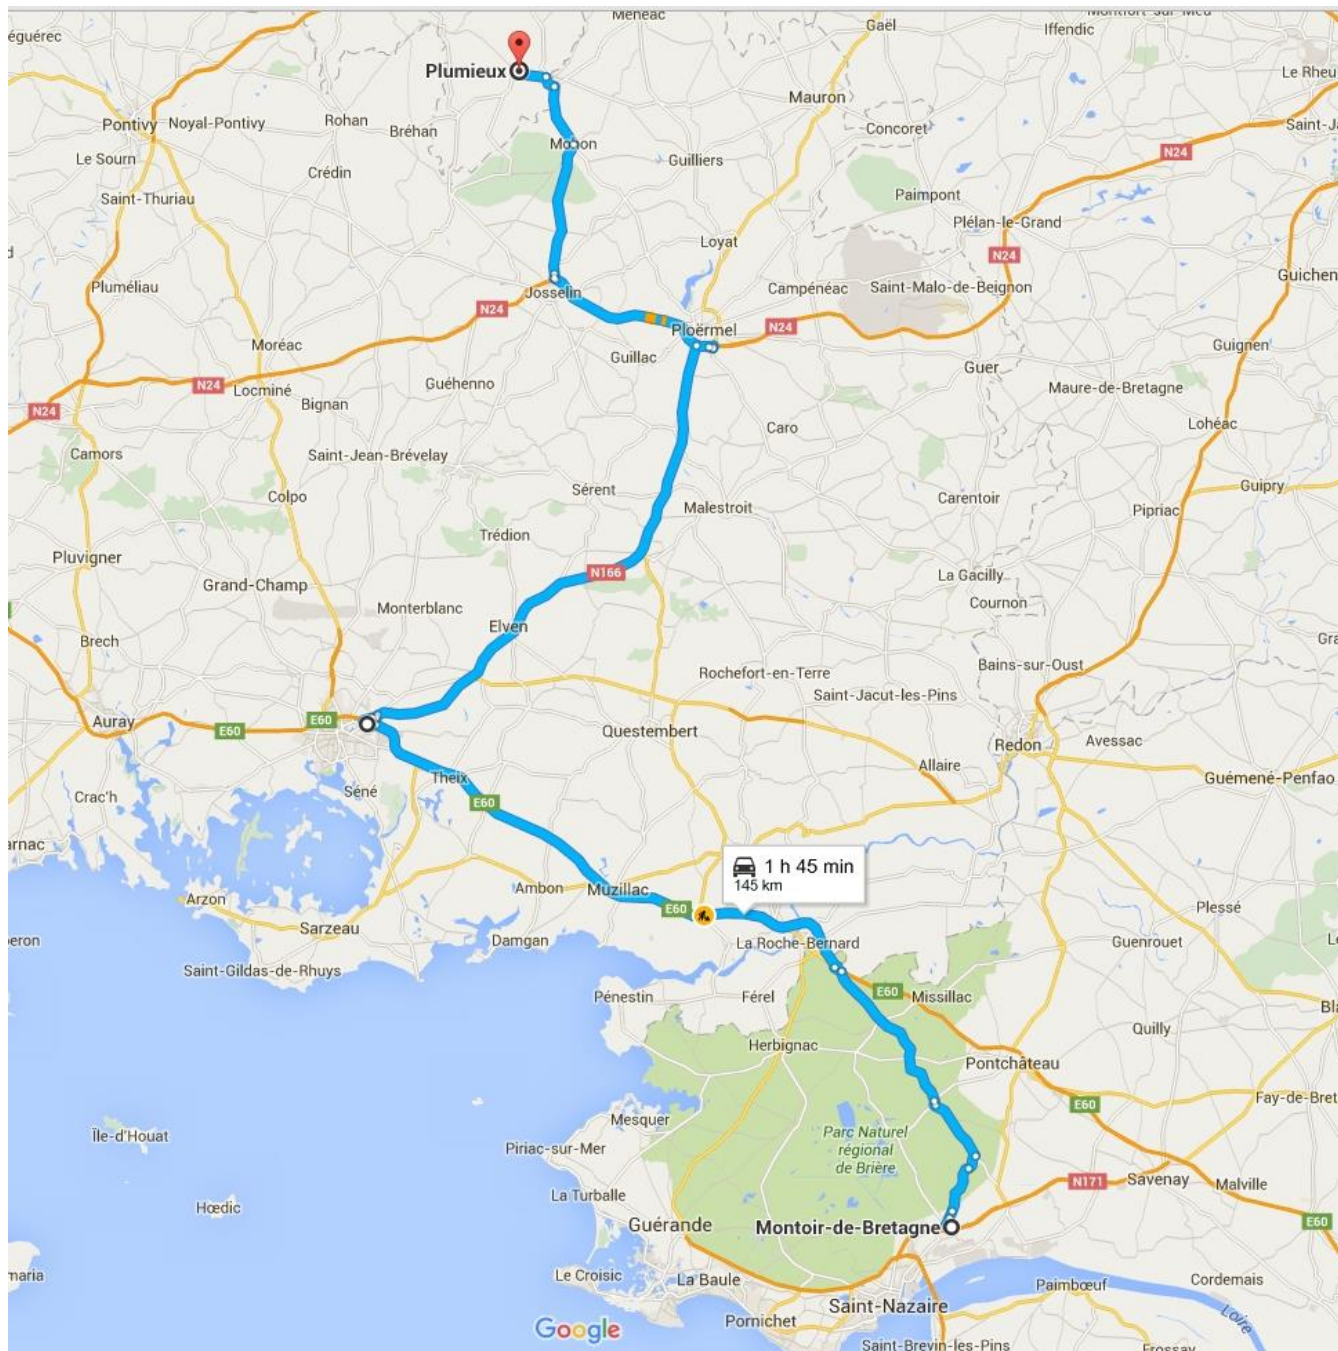 Ménéac
Gaël
Iffendic
Plumieux
Le Rheu
Mauron
Pontivy
Noyal-Pontivy
Rohan
Bréhan
Concoret
Mohon
Le Sourn
Crédin
Guilliers
N24
Saint-Thuriau
Paimpont
Plélan-le-Grand
Loyat
N24
Pluméliau
Josselin
Campénéac
Saint-Malo-de-Beignon
N24
N24
Ploërmel
Moréac
Guillac
Guignen
Guer
N24
Locminé
Guéhenno
Maure-de-Bretagne
Bignan
N24
Lohéac
Caro
Camors
Saint-Jean-Brévelay
Guipry
Colpo
Sérent
Carentoir
Malestroit
Pipriac
Trédion
Pluvigner
N166
La Gacilly
Grand-Champ
Cournon
Monterblanc
Elven
Brech
Bains-sur-Oust
Rochefort-en-Terre
Saint-Jacut-les-Pins
Auray
E60
E60
Questembert
Redon
Avessac
Allaire
Theix
Guémené-Penfao
Séné
Crac'h
E60
1 h 45 min
145 km
Ambon
Muzillac
Arzon
E60
Plessé
Sarzeau
Damgan
La Roche-Bernard
Guenrouet
Saint-Gildas-de-Rhuys
Pénestin
Férel
E60
Missillac
Quilly
Herbignac
Pontchâteau
E60
Mesquer
Île-d'Houat
Parc Naturel
régional
de Brière
Piriac-sur-Mer
N171
Savenay
Malville
La Turballe
Hœdic
Guérande
Montoir-de-Bretagne
E60
Le Croisic
La Baule
Paimbœuf
Cordemais
Saint-Nazaire
Loire
Pornichet
Google
Saint-Brevin-les-Pins
Frossay